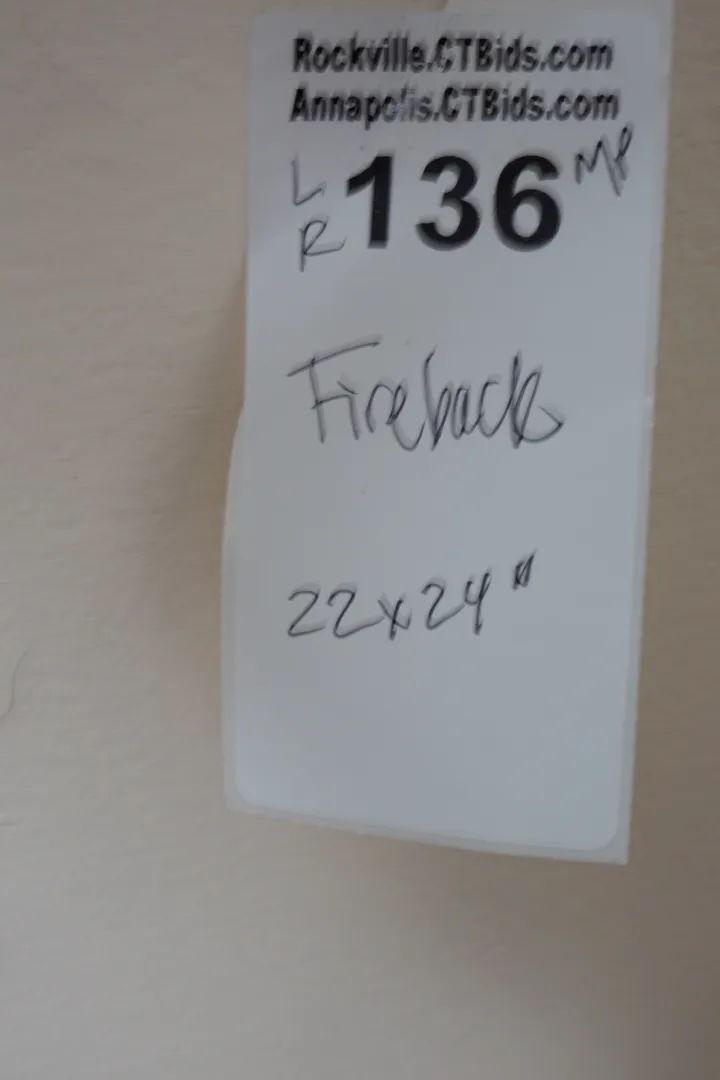 Rockville.CTBids.com
Annapolis.CTBids.com
LR 136 MP
Fireback
22x24"